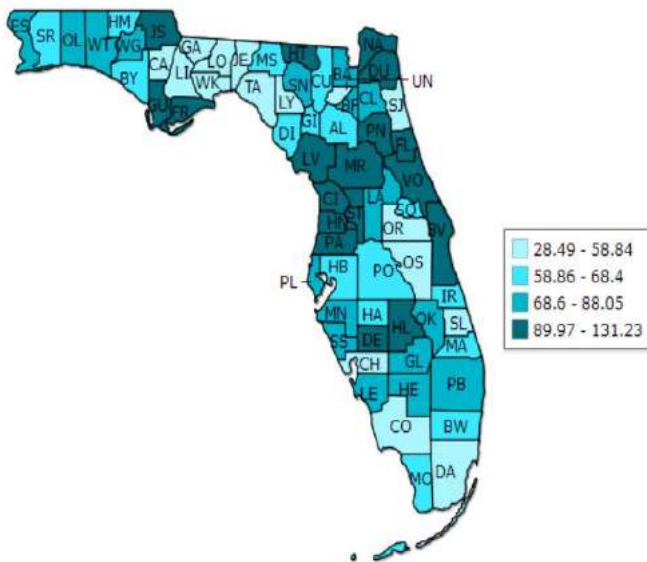 ES
SR
OL
WT
HM
WG
JS
BY
CA
GU
LI
GA
FR
LO
WK
JE
TA
MS
LY
HT
SN
CU
DI
GI
AL
BA
UN
BF
CL
NA
DU
SJ
PN
FL
LV
MR
VO
CI
ST
LA
SO
BV
HN
OR
PA
OS
PL
HB
PO
IR
MN
HA
HL
OK
SL
SS
DE
MA
CH
GL
LE
HE
PB
CO
BW
MO
DA
28.49 - 58.84
58.86 - 68.4
68.6 - 88.05
89.97 - 131.23